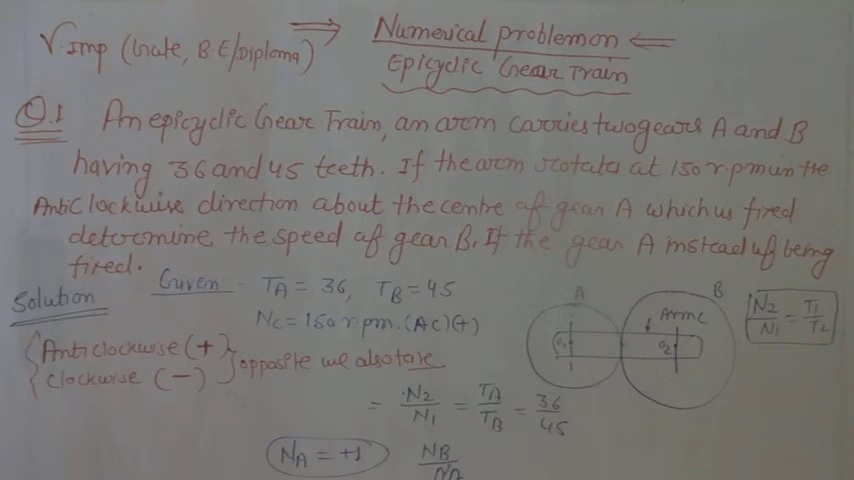 V. Imp (Gate, B.E/Diploma) ⇒ Numerical problem on ⇐
Epicyclic Gear Train
Q.1 An epicyclic Gear Train, an arm carries two gears A and B
having 36 and 45 teeth. If the arm rotats at 150 r.p.m in the
Anticlockwise direction about the centre of gear A which is fixed
determine the speed of gear B. If the gear A instead of being
fixed.
Solution Given TA = 36, TB = 45
NC = 150 r.p.m. (AC)(+)
Anticlockwise (+)
Clockwise (-)
opposite we also take
A
B
Arm C
O1
O2
N2/N1 = T1/T2
= N2/N1 = TA/TB = 36/45
NA = +1 NB/NA